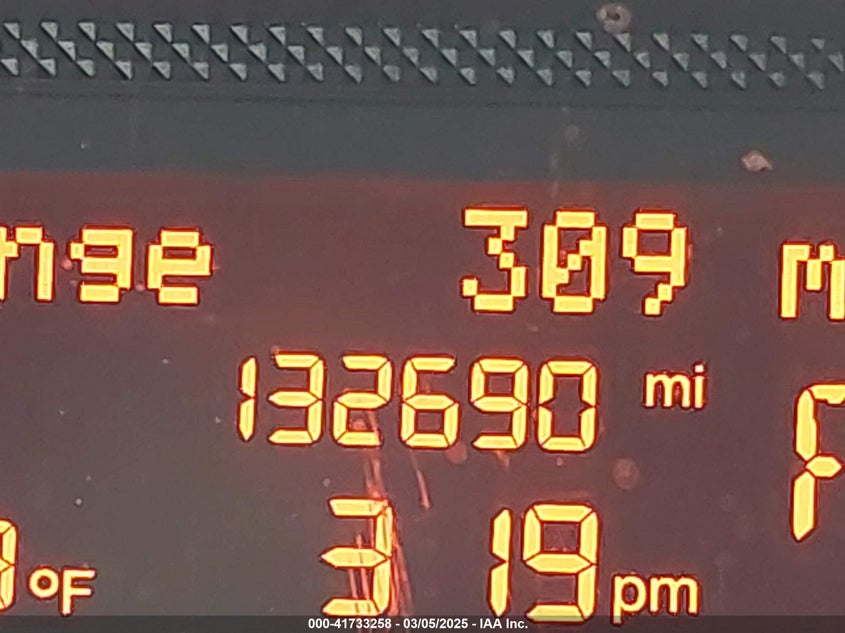 nge 309 m
132690 mi
°F 3 19 pm
000-41733258 - 03/05/2025 - IAA Inc.